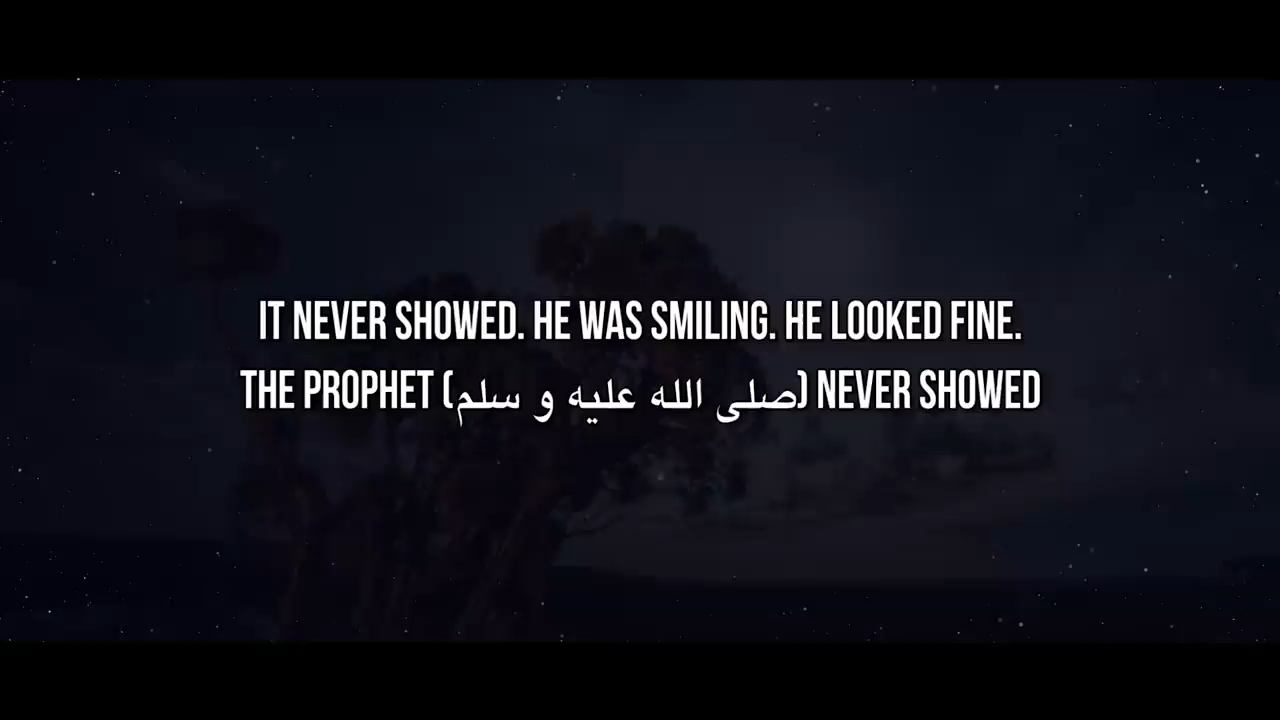 IT NEVER SHOWED. HE WAS SMILING. HE LOOKED FINE.
THE PROPHET (صلى الله عليه و سلم) NEVER SHOWED